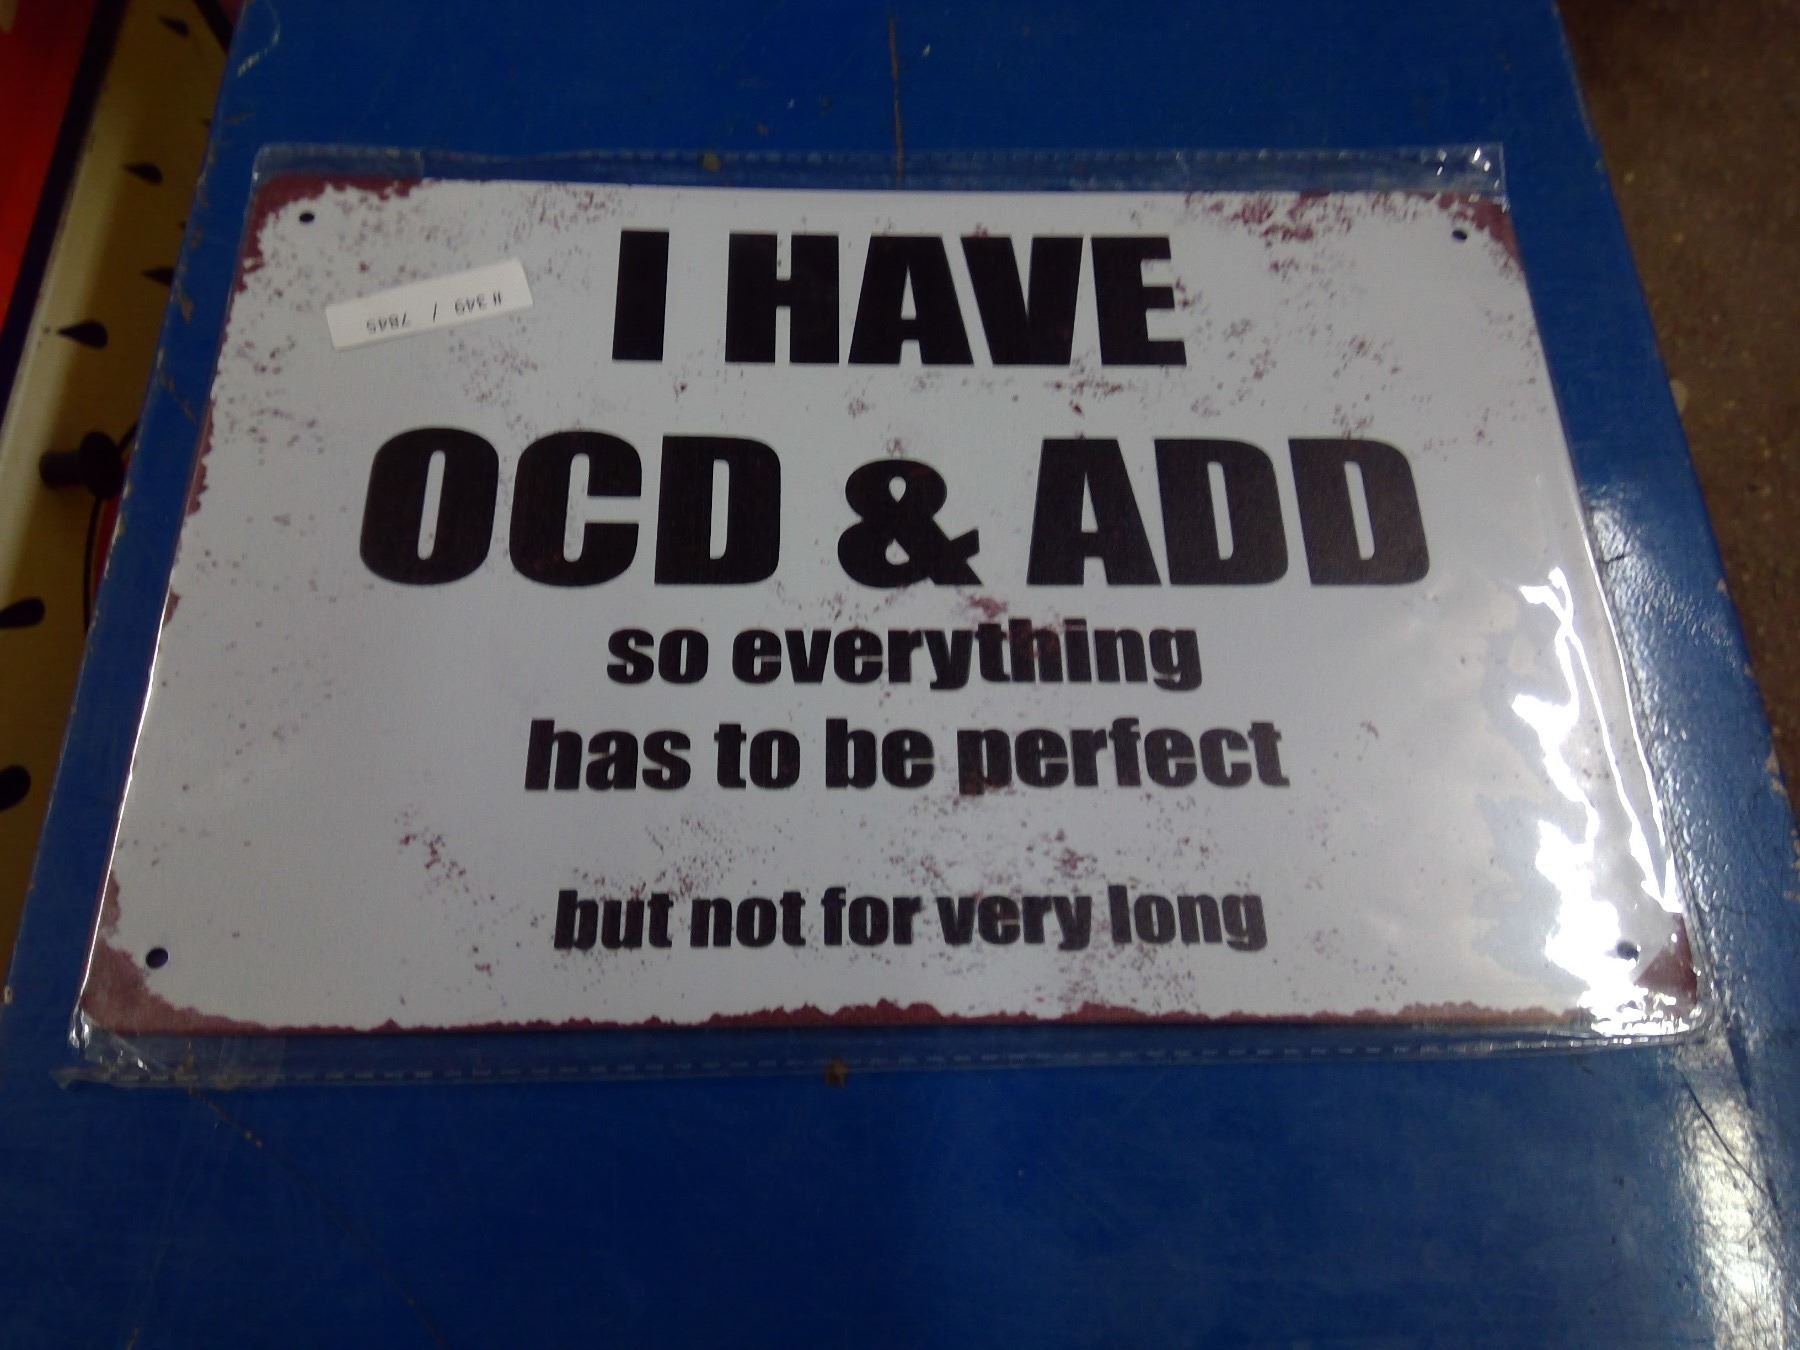 I HAVE
# 349 / 7845
OCD & ADD
so everything
has to be perfect
but not for very long